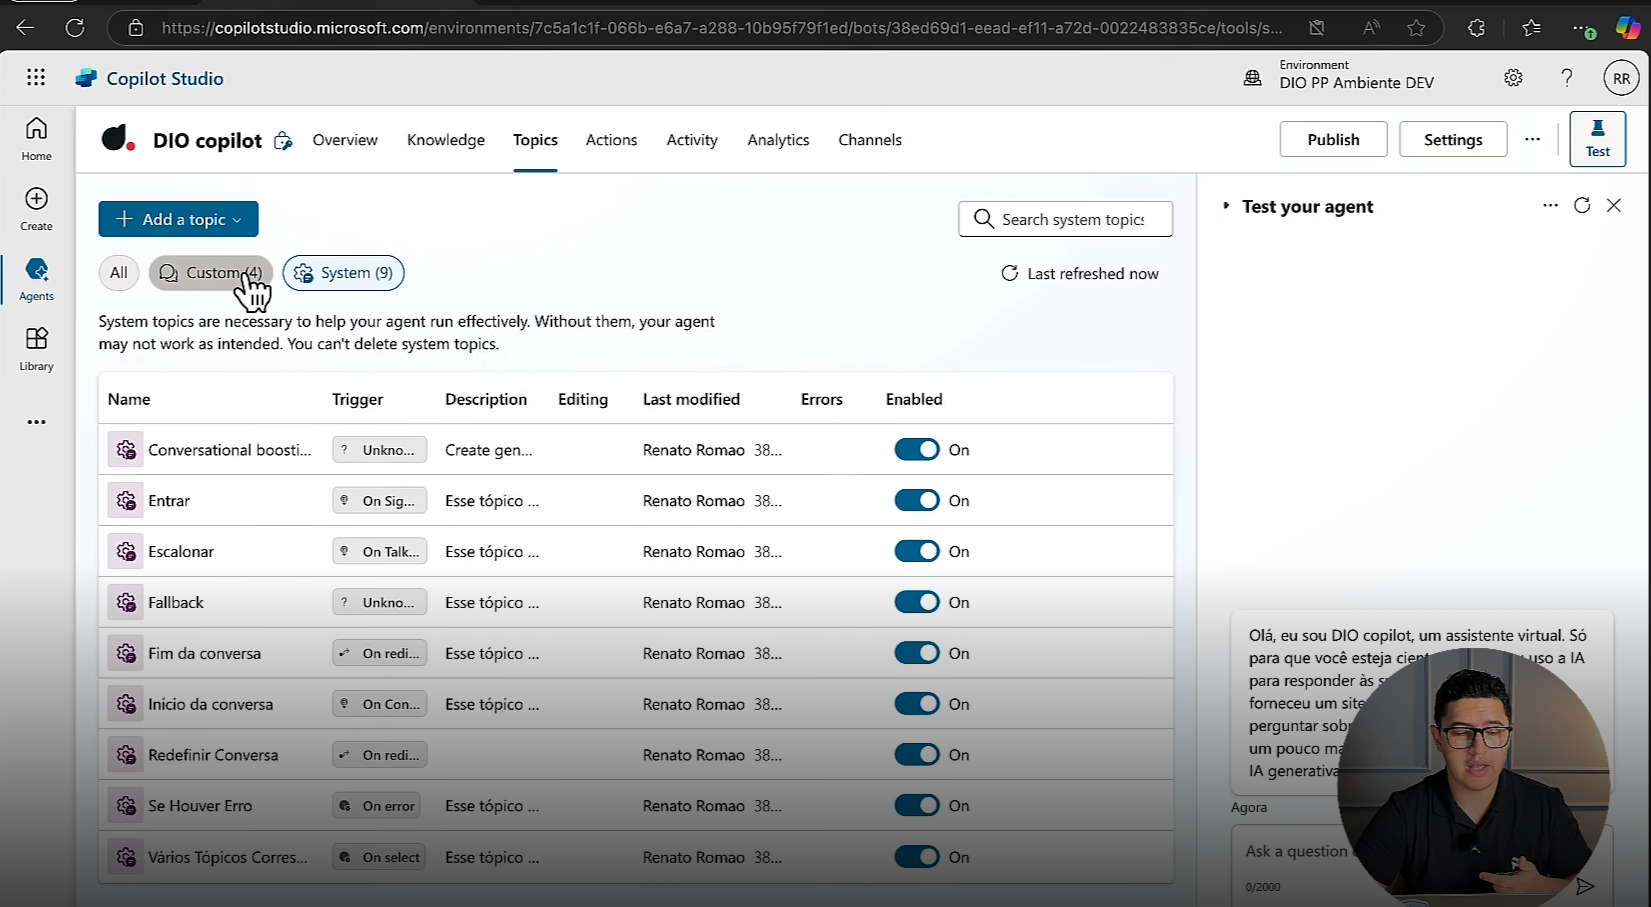 https://copilotstudio.microsoft.com/environments/7c5a1c1f-066b-e6a7-a288-10b95f79f1ed/bots/38ed69d1-eead-ef11-a72d-0022483835ce/tools/s...
Copilot Studio
Environment
DIO PP Ambiente DEV
RR
Home
Create
Agents
Library
DIO copilot
Overview
Knowledge
Topics
Actions
Activity
Analytics
Channels
Publish
Settings
Test
Add a topic
Search system topics
All
Custom (4)
System (9)
Last refreshed now
System topics are necessary to help your agent run effectively. Without them, your agent
may not work as intended. You can't delete system topics.
Name Trigger Description Editing Last modified Errors Enabled
Conversational boosti... ? Unkno... Create gen... Renato Romao 38... On
Entrar On Sig... Esse tópico ... Renato Romao 38... On
Escalonar On Talk... Esse tópico ... Renato Romao 38... On
Fallback ? Unkno... Esse tópico ... Renato Romao 38... On
Fim da conversa On redi... Esse tópico ... Renato Romao 38... On
Início da conversa On Con... Esse tópico ... Renato Romao 38... On
Redefinir Conversa On redi... Renato Romao 38... On
Se Houver Erro On error Esse tópico ... Renato Romao 38... On
Vários Tópicos Corres... On select Esse tópico ... Renato Romao 38... On
Test your agent
Olá, eu sou DIO copilot, um assistente virtual. Só
para que você esteja uso a IA
para responder às
forneceu um site
perguntar
um pouco
IA generativa
Agora
Ask a question
0/2000